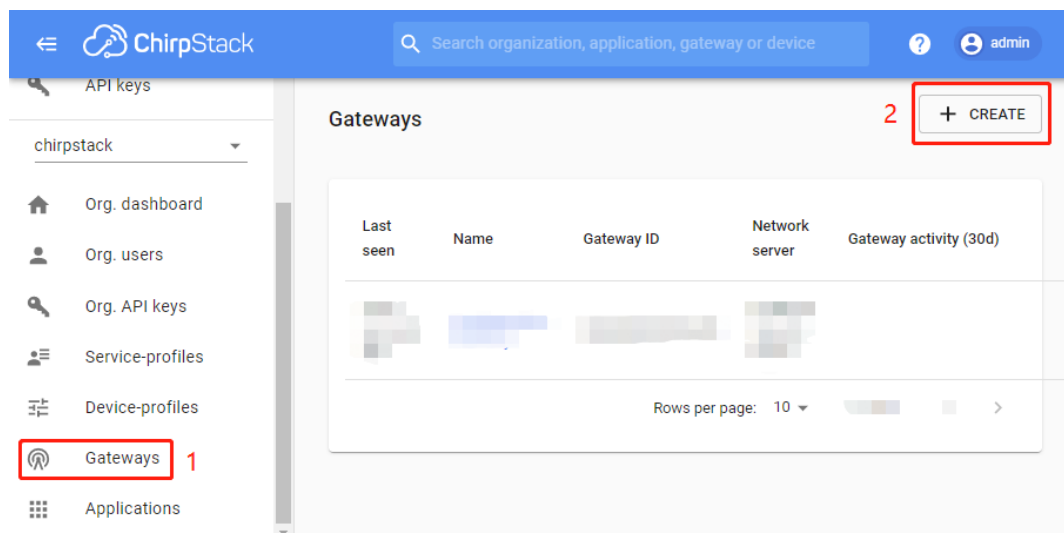 ChirpStack
Search organization, application, gateway or device
?
admin
API keys
chirpstack
Org. dashboard
Org. users
Org. API keys
Service-profiles
Device-profiles
Gateways
1
Applications
Gateways
2
+ CREATE
Last seen
Name
Gateway ID
Network server
Gateway activity (30d)
Rows per page: 10